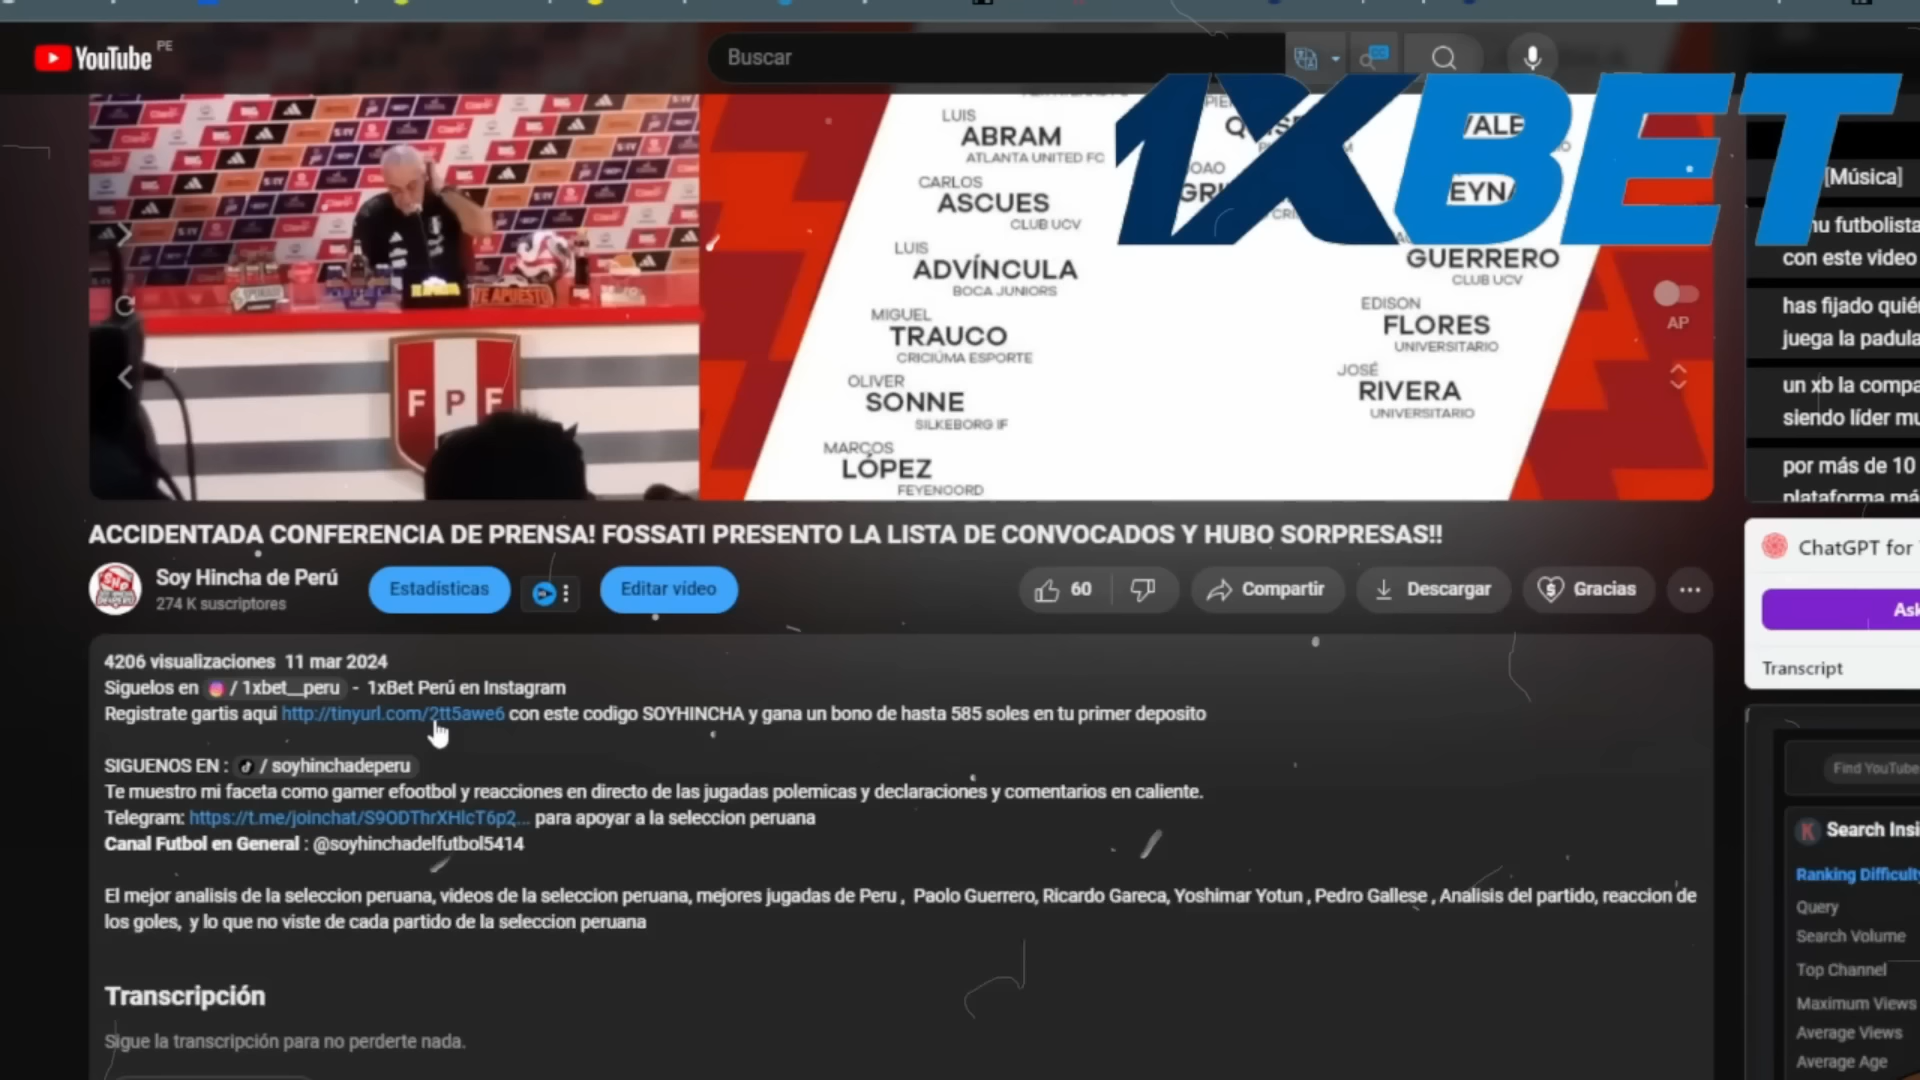 YouTube PE
Buscar
1XBET
LUIS
ABRAM
ATLANTA UNITED FC
CARLOS
ASCUES
CLUB UCV
LUIS
ADVÍNCULA
BOCA JUNIORS
MIGUEL
TRAUCO
CRICIÚMA ESPORTE
OLIVER
SONNE
SILKEBORG IF
MARCOS
LÓPEZ
FEYENOORD
GUERRERO
CLUB UCV
EDISON
FLORES
UNIVERSITARIO
JOSÉ
RIVERA
UNIVERSITARIO
TE APUESTO
FPF
AP
[Música]
futbolista
con este video
has fijado
juega la
un xb la
siendo líder
por más de 10
ACCIDENTADA CONFERENCIA DE PRENSA! FOSSATI PRESENTO LA LISTA DE CONVOCADOS Y HUBO SORPRESAS!!
Soy Hincha de Perú
274 K suscriptores
Estadísticas
Editar vídeo
60
Compartir
Descargar
Gracias
ChatGPT for
Ask
Transcript
4206 visualizaciones 11 mar 2024
Siguelos en / 1xbet__peru - 1xBet Perú en Instagram
Registrate gartis aqui http://tinyurl.com/2tt5awe6 con este codigo SOYHINCHA y gana un bono de hasta 585 soles en tu primer deposito
SIGUENOS EN : / soyhinchadeperu
Te muestro mi faceta como gamer efootbol y reacciones en directo de las jugadas polemicas y declaraciones y comentarios en caliente.
Telegram: https://t.me/joinchat/S9ODThrXHlcT6p2... para apoyar a la seleccion peruana
Canal Futbol en General : @soyhinchadelfutbol5414
El mejor analisis de la seleccion peruana, videos de la seleccion peruana, mejores jugadas de Peru , Paolo Guerrero, Ricardo Gareca, Yoshimar Yotun , Pedro Gallese , Analisis del partido, reaccion de
los goles, y lo que no viste de cada partido de la seleccion peruana
Transcripción
Sigue la transcripción para no perderte nada.
Find YouTube
Search Insi
Ranking Difficulty
Query
Search Volume
Top Channel
Maximum Views
Average Views
Average Age